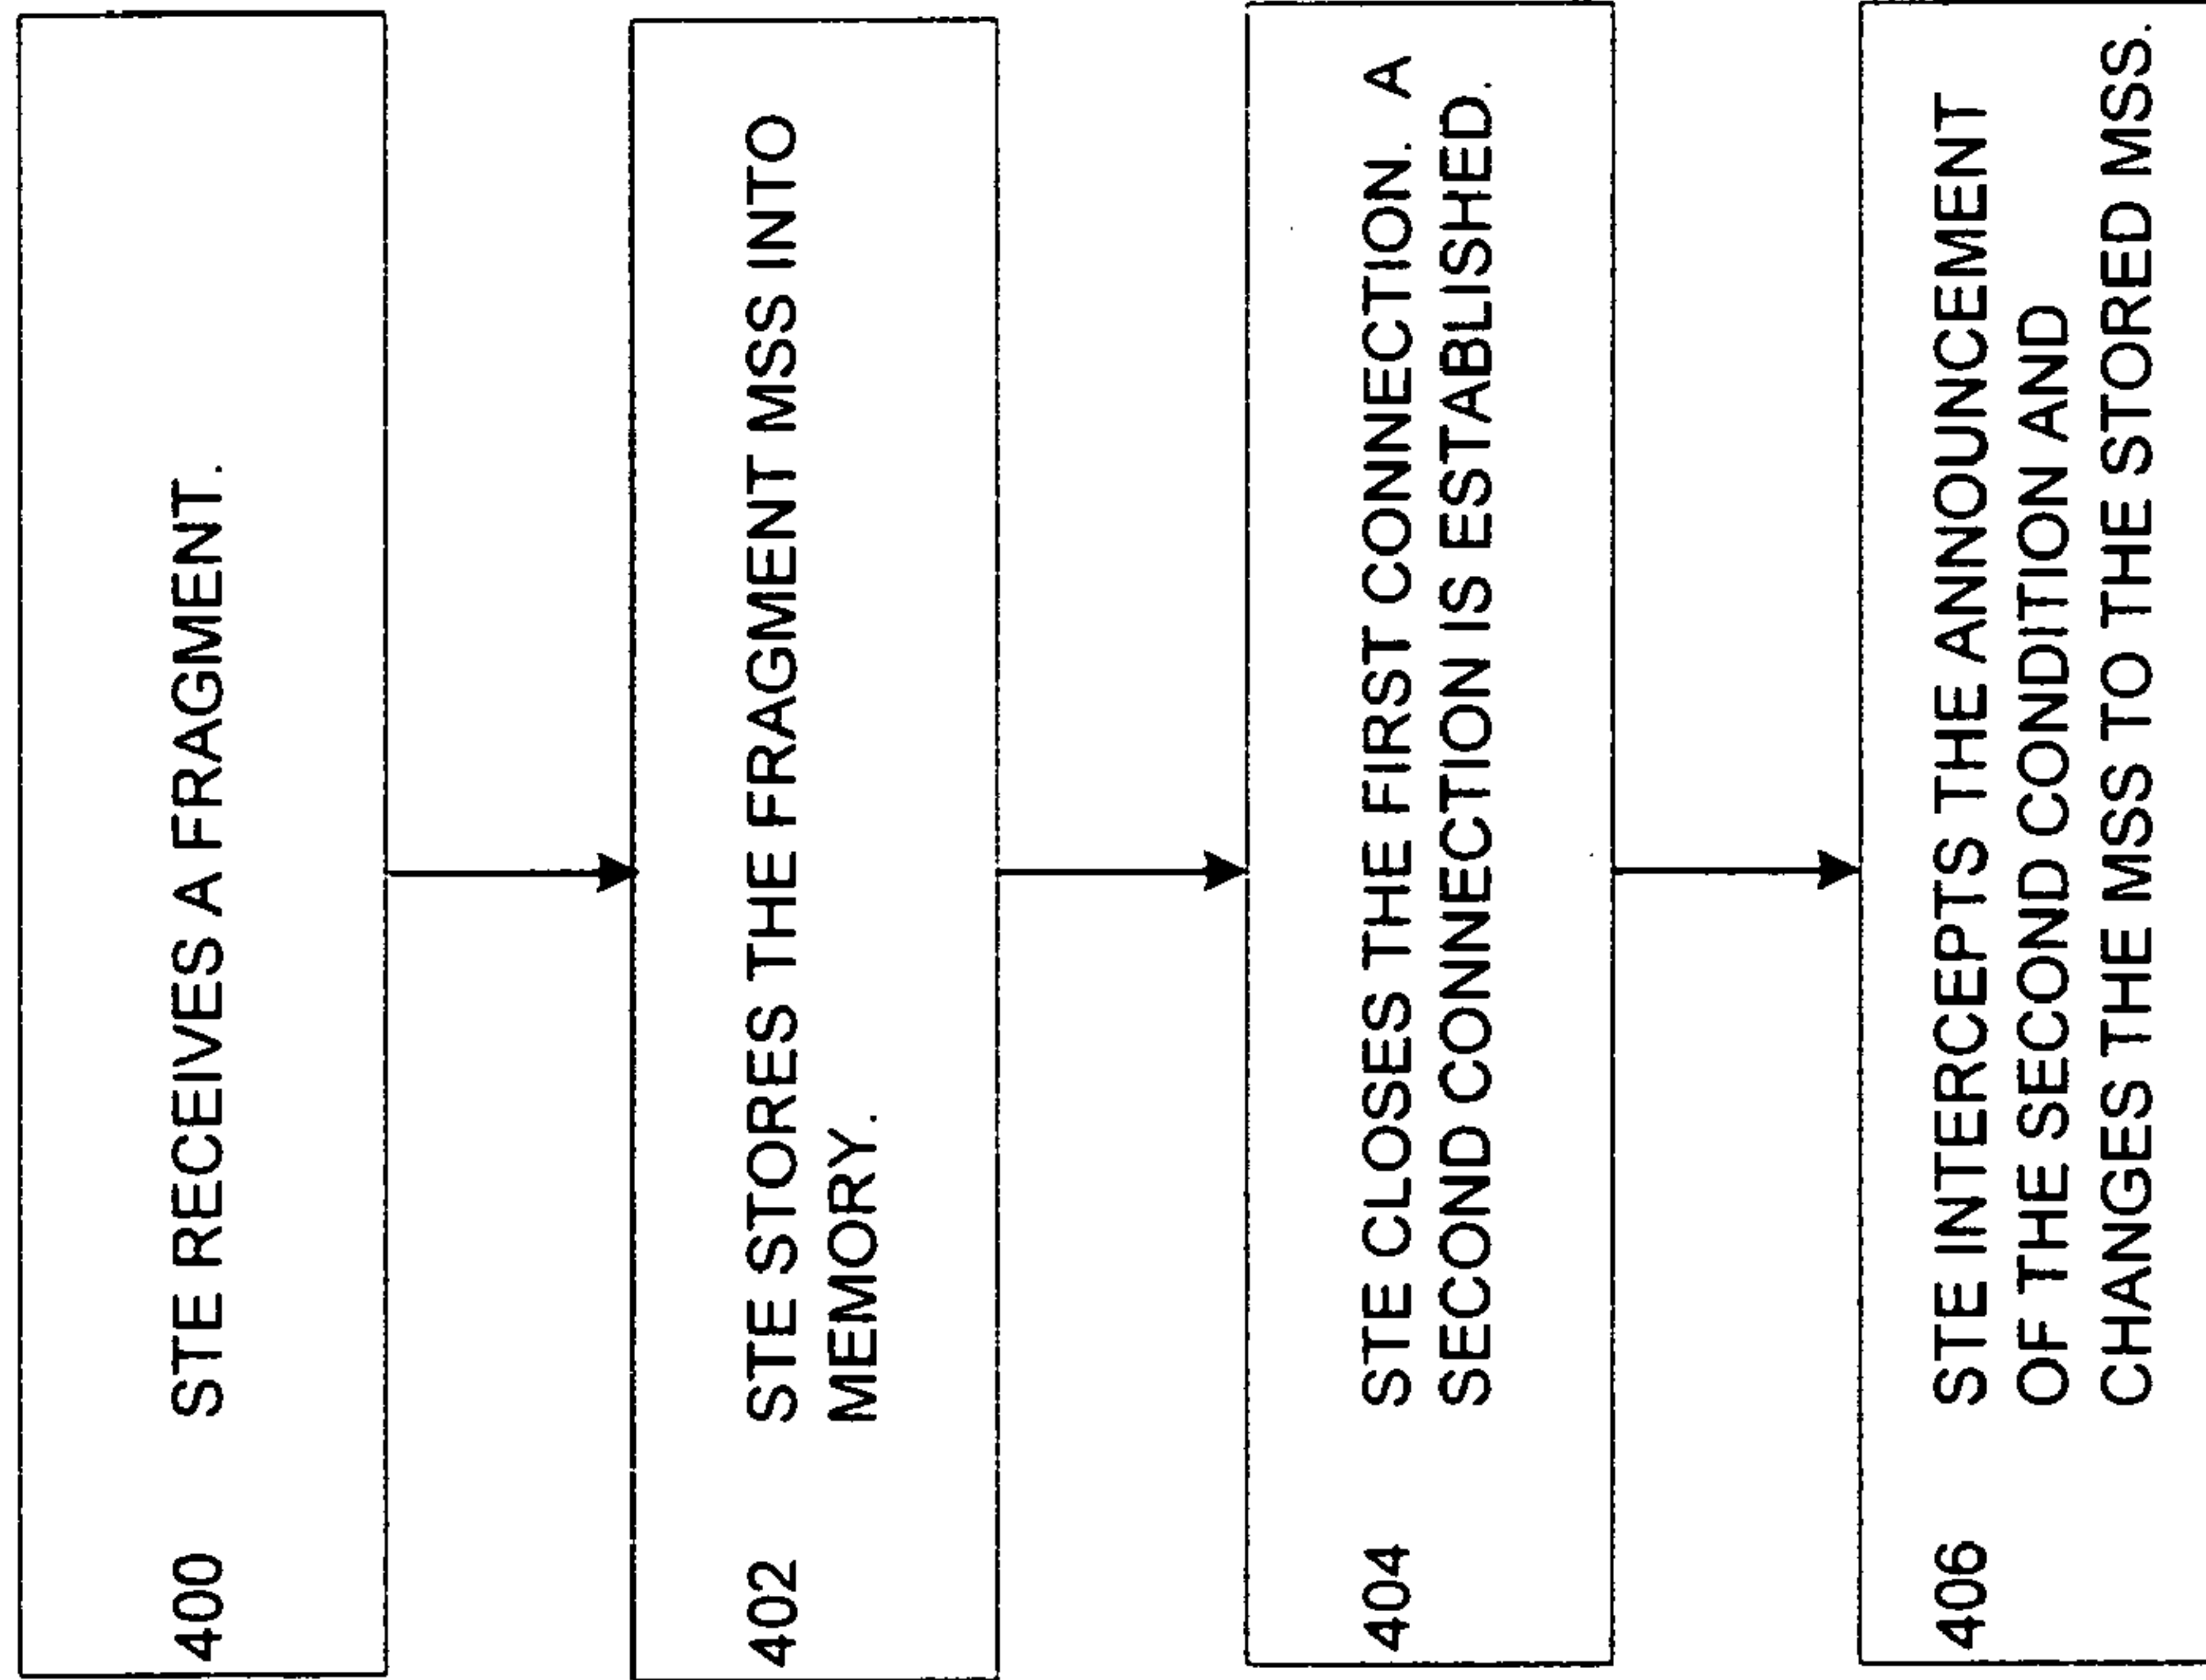 400 STE RECEIVES A FRAGMENT.
402 STE STORES THE FRAGMENT MSS INTO
MEMORY.
404 STE CLOSES THE FIRST CONNECTION. A
SECOND CONNECTION IS ESTABLISHED.
406 STE INTERCEPTS THE ANNOUNCEMENT
OF THE SECOND CONDITION AND
CHANGES THE MSS TO THE STORED MSS.